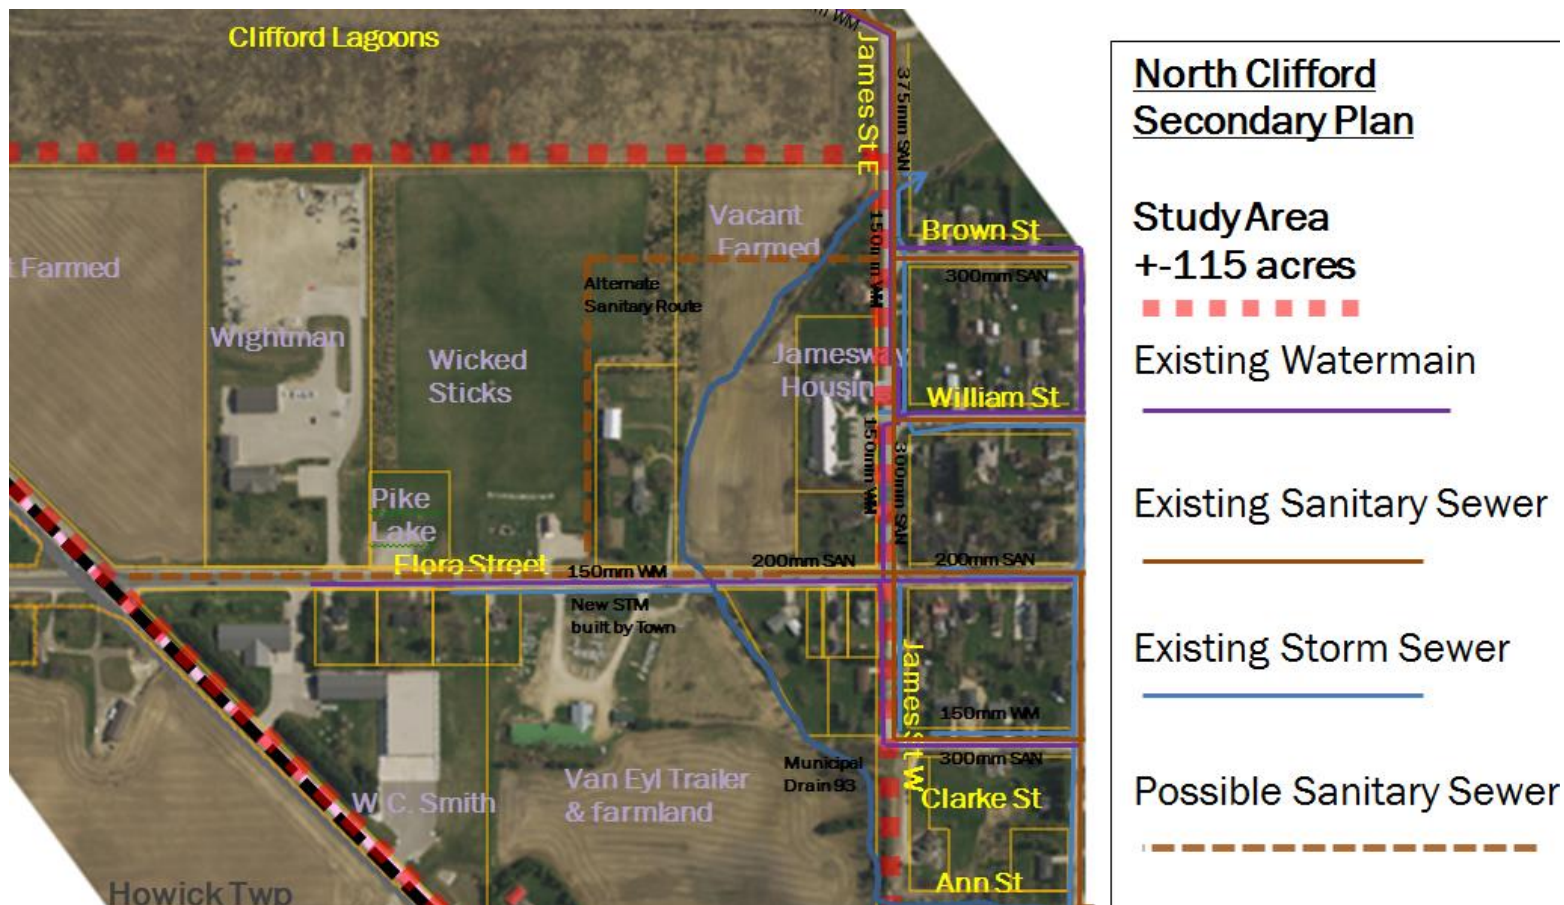 Clifford Lagoons
m WM
James St E
375mm SAN
North Clifford
Secondary Plan
Study Area
+-115 acres
Existing Watermain
Existing Sanitary Sewer
Existing Storm Sewer
Possible Sanitary Sewer
Vacant
Farmed
150mm WM
Brown St
300mm SAN
t Farmed
Alternate
Sanitary Route
Wightman
Wicked
Sticks
Jamesway
Housin
William St
150mm WM
300mm SAN
Pike
Lake
Elora Street
150mm WM
200mm SAN
200mm SAN
New STM
built by Town
James St W
150mm WM
300mm SAN
Municipal
Drain 93
Van Eyl Trailer
& farmland
W.C. Smith
Clarke St
Ann St
Howick Twp